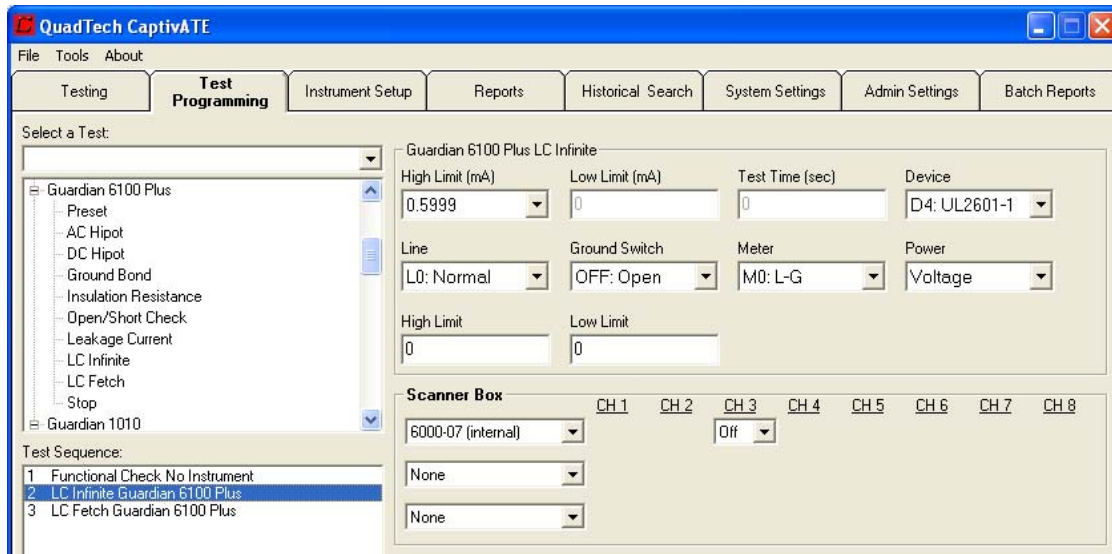 QuadTech CaptivATE
File Tools About
Testing
Test Programming
Instrument Setup
Reports
Historical Search
System Settings
Admin Settings
Batch Reports
Select a Test:
Guardian 6100 Plus
Preset
AC Hipot
DC Hipot
Ground Bond
Insulation Resistance
Open/Short Check
Leakage Current
LC Infinite
LC Fetch
Stop
Guardian 1010
Test Sequence:
1 Functional Check No Instrument
2 LC Infinite Guardian 6100 Plus
3 LC Fetch Guardian 6100 Plus
Guardian 6100 Plus LC Infinite
High Limit (mA) Low Limit (mA) Test Time (sec) Device
0.5999 0 0 D4: UL2601-1
Line Ground Switch Meter Power
L0: Normal OFF: Open M0: L-G Voltage
High Limit Low Limit
0 0
Scanner Box CH 1 CH 2 CH 3 CH 4 CH 5 CH 6 CH 7 CH 8
6000-07 (internal) Off
None
None